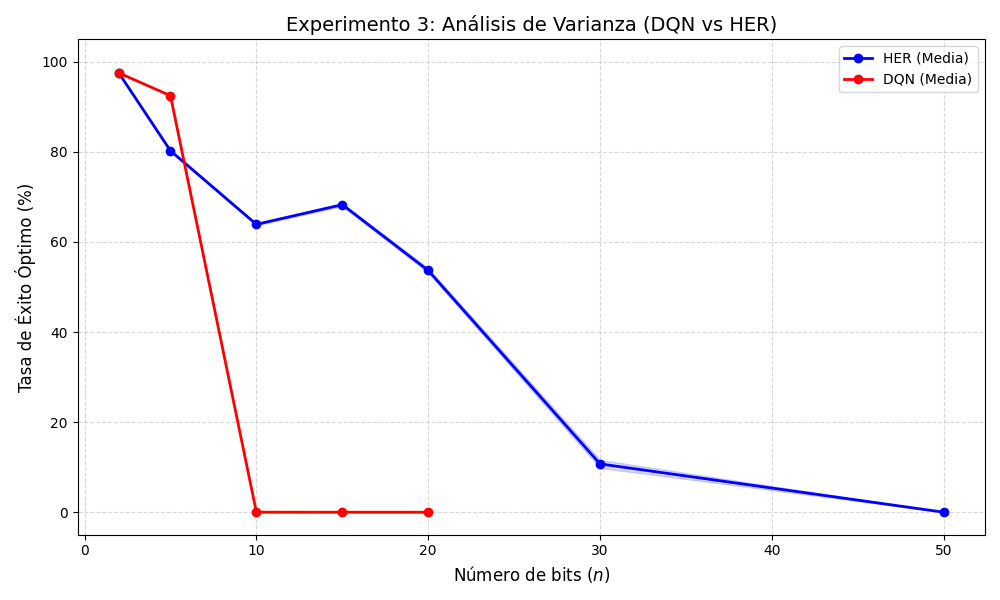 Experimento 3: Análisis de Varianza (DQN vs HER)
HER (Media)
DQN (Media)
Tasa de Éxito Óptimo (%)
100
80
60
40
20
0
0 10 20 30 40 50
Número de bits (n)